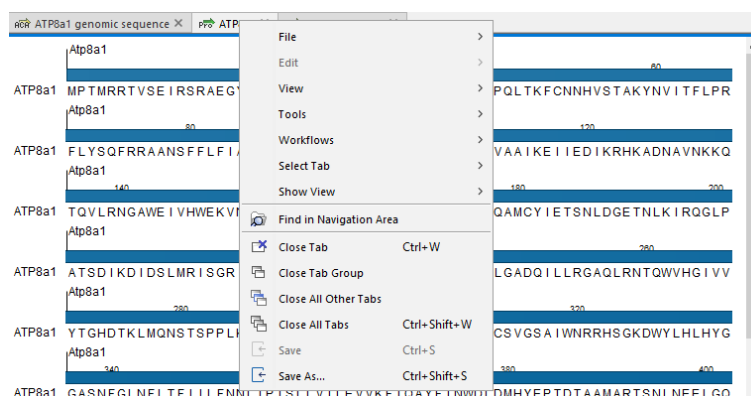 ATP8a1 genomic sequence
Atp8a1
File
Edit
60
ATP8a1 MPTMRRTVSEIRSRAEG View PQLTKFCNNHVSTAKYNVITFLPR
Atp8a1 Tools
80 120
Workflows
ATP8a1 FLYSQFRRAANSFFLFI VAAIKEIIEDIKRHKADNAVNKKQ
Atp8a1 Select Tab
140 Show View 180 200
ATP8a1 TQVLRNGAWEIVHWEKV Find in Navigation Area QAMCYIETSNLDGETNLKIRQGLP
Atp8a1
Close Tab Ctrl+W 260
ATP8a1 ATSDIKDIDSLMRISGR Close Tab Group LGADQILLRGAQLRNTQWVHGIVV
Atp8a1
Close All Other Tabs
280 320
ATP8a1 YTGHDTKLMQNSTSPPL Close All Tabs Ctrl+Shift+W CSVGSAIWNRRHSGKDWYLHLHYG
Atp8a1 Save Ctrl+S
340 Save As... Ctrl+Shift+S 380 400
ATP8a1